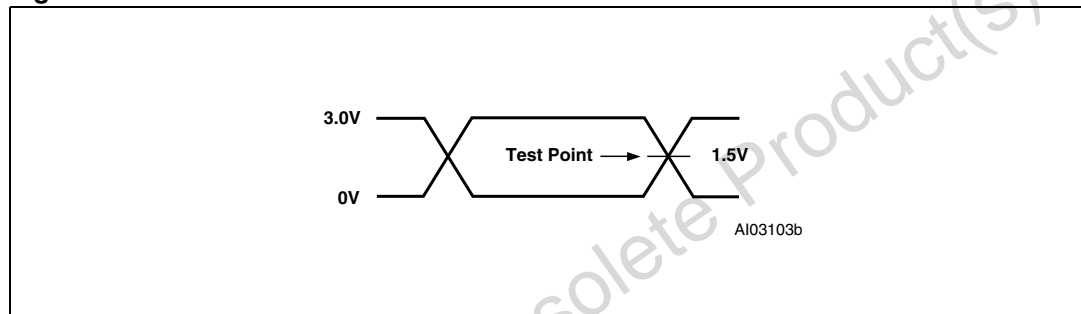 3.0V
Test Point
1.5V
0V
AI03103b
solete Product(s)